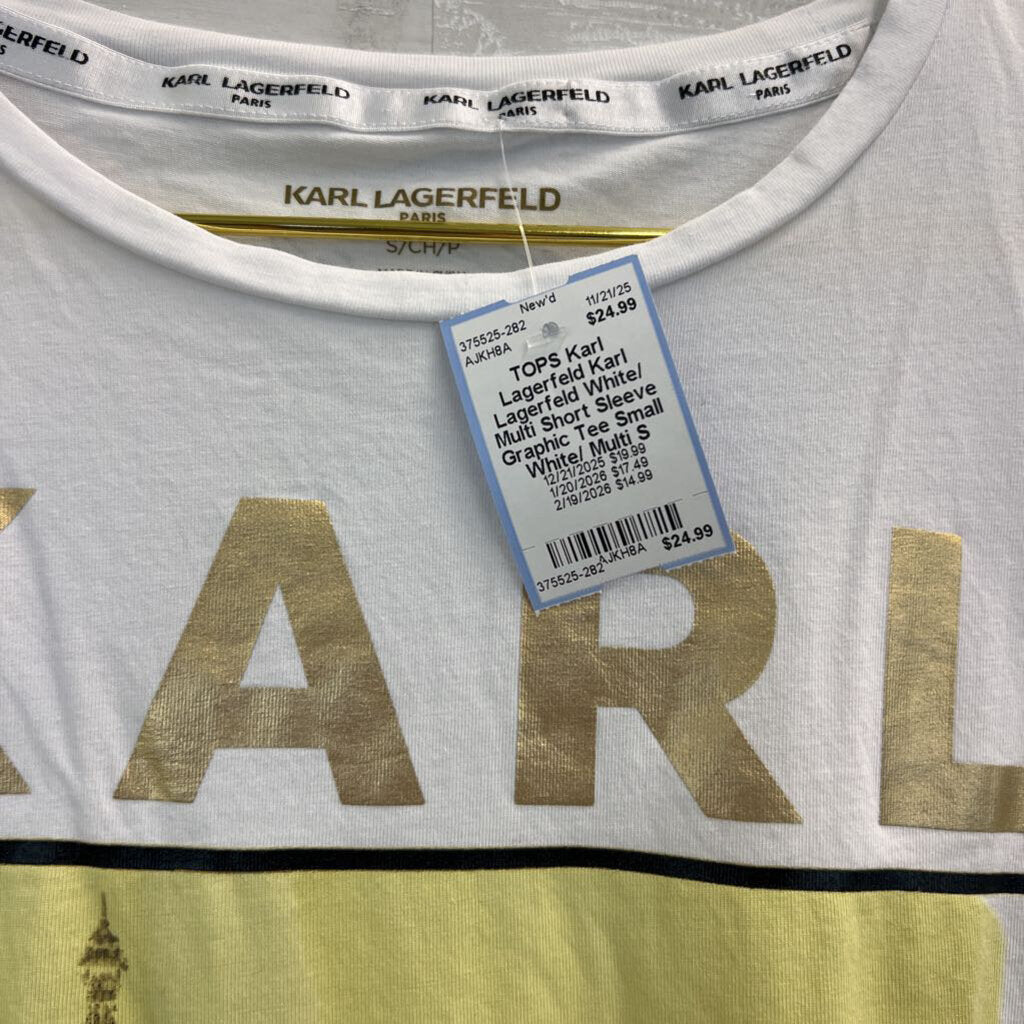 KARL LAGERFELD
PARIS
KARL LAGERFELD
PARIS
KARL LAGERFELD
PARIS
KARL LAGERFELD
PARIS
S/CH/P
New'd
11/21/25
375525-282
$24.99
AJKH8A
TOPS Karl
Lagerfeld Karl
Lagerfeld White/
Multi Short Sleeve
Graphic Tee Small
White/ Multi S
12/21/2025 $19.99
1/20/2026 $17.49
2/19/2026 $14.99
AJKH8A
$24.99
375525-282
KARL